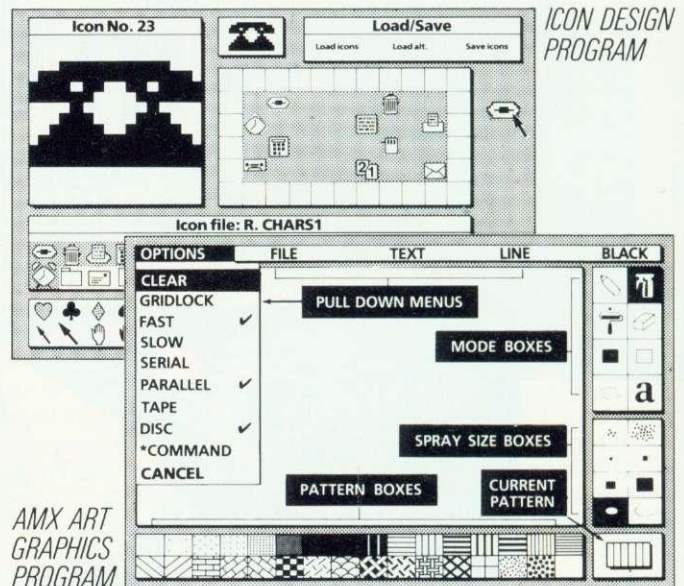 ICON DESIGN
PROGRAM
Icon No. 23
Load/Save
Load icons Load alt. Save icons
21
Icon file: R. CHARS1
OPTIONS FILE TEXT LINE BLACK
CLEAR
GRIDLOCK
FAST ✓
SLOW
SERIAL
PARALLEL ✓
TAPE
DISC ✓
*COMMAND
CANCEL
PULL DOWN MENUS
MODE BOXES
a
SPRAY SIZE BOXES
PATTERN BOXES
CURRENT
PATTERN
AMX ART
GRAPHICS
PROGRAM